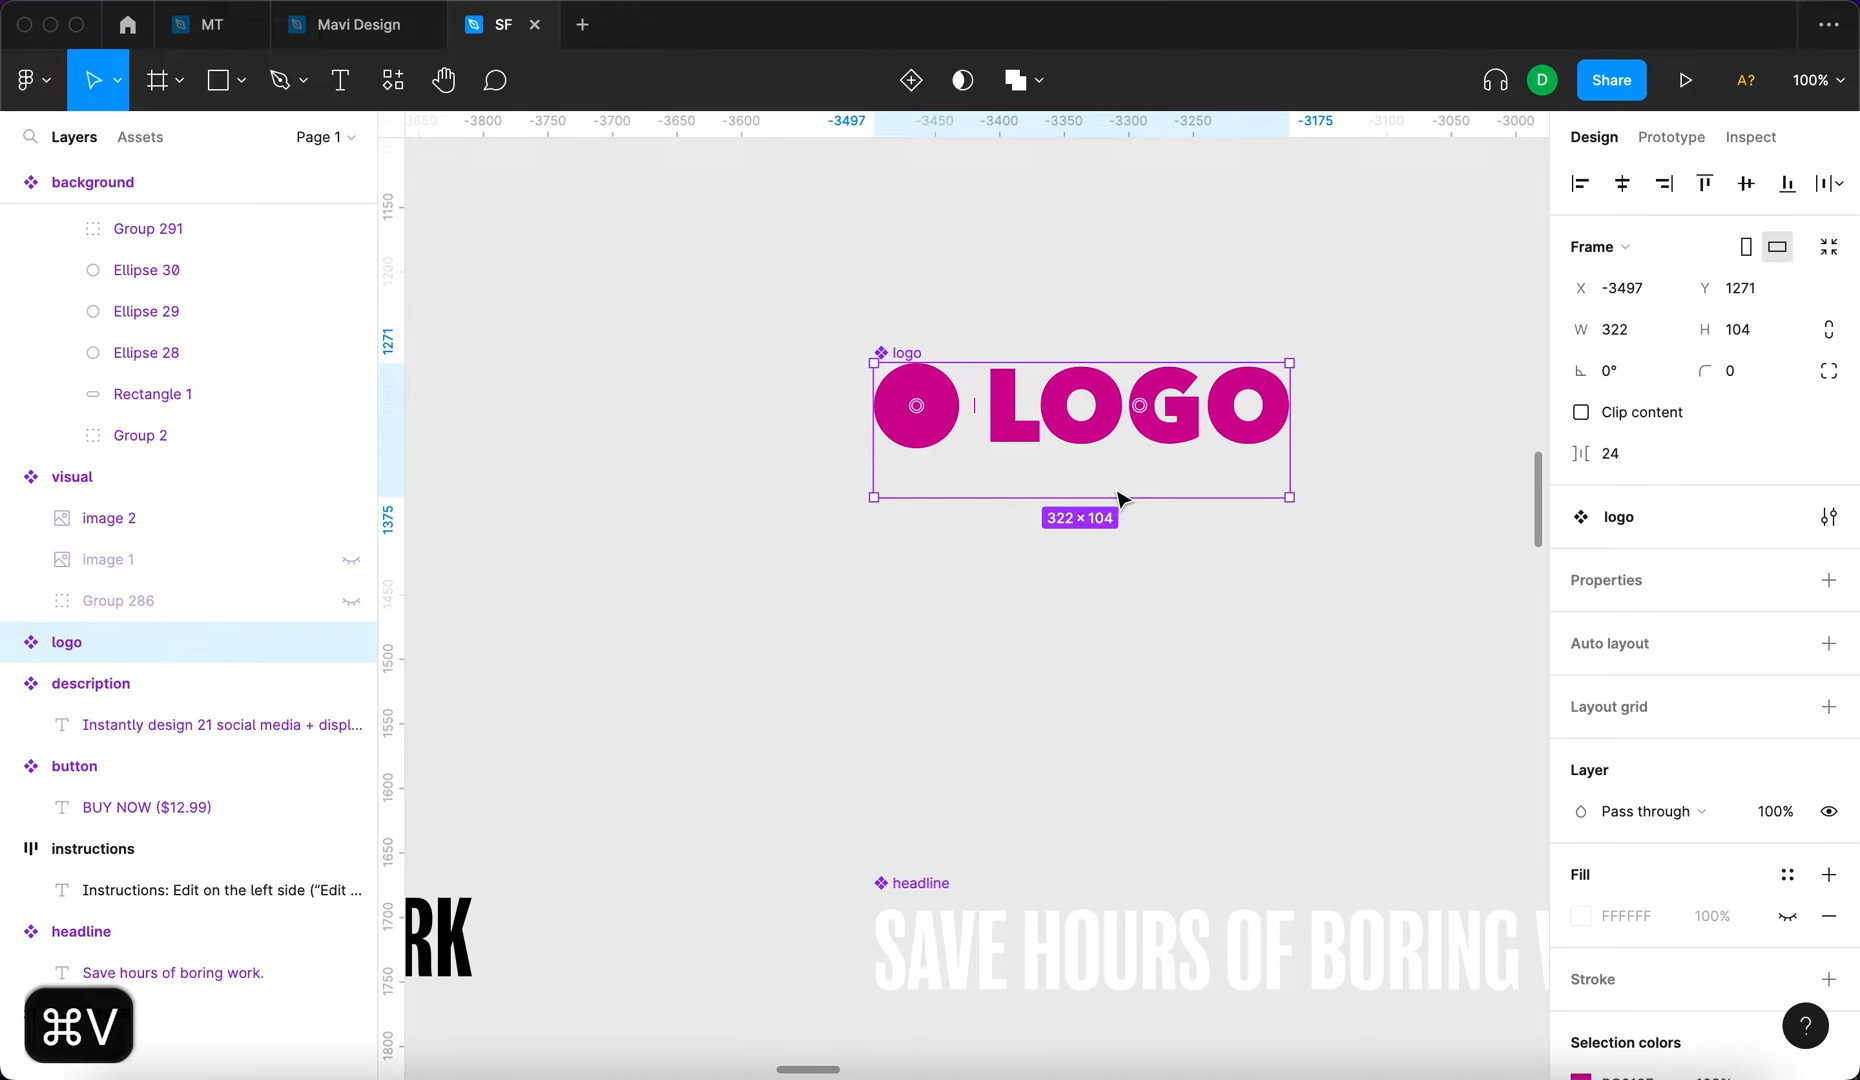 MT
Mavi Design
SF
D
Share
A?
100%
Layers
Assets
Page 1
background
Group 291
Ellipse 30
Ellipse 29
Ellipse 28
Rectangle 1
Group 2
visual
image 2
image 1
Group 286
logo
description
Instantly design 21 social media + displ...
button
BUY NOW ($12.99)
instructions
Instructions: Edit on the left side (“Edit ...
headline
Save hours of boring work.
⌘V
-3850
-3800
-3750
-3700
-3650
-3600
-3497
-3450
-3400
-3350
-3300
-3250
-3175
-3100
-3050
-3000
1150
1200
1271
1375
1450
1500
1550
1600
1650
1700
1750
1800
logo
LOGO
322 × 104
headline
RK
SAVE HOURS OF BORING
Design
Prototype
Inspect
Frame
X -3497
Y 1271
W 322
H 104
0°
0
Clip content
24
logo
Properties
Auto layout
Layout grid
Layer
Pass through
100%
Fill
FFFFFF
100%
Stroke
Selection colors
?